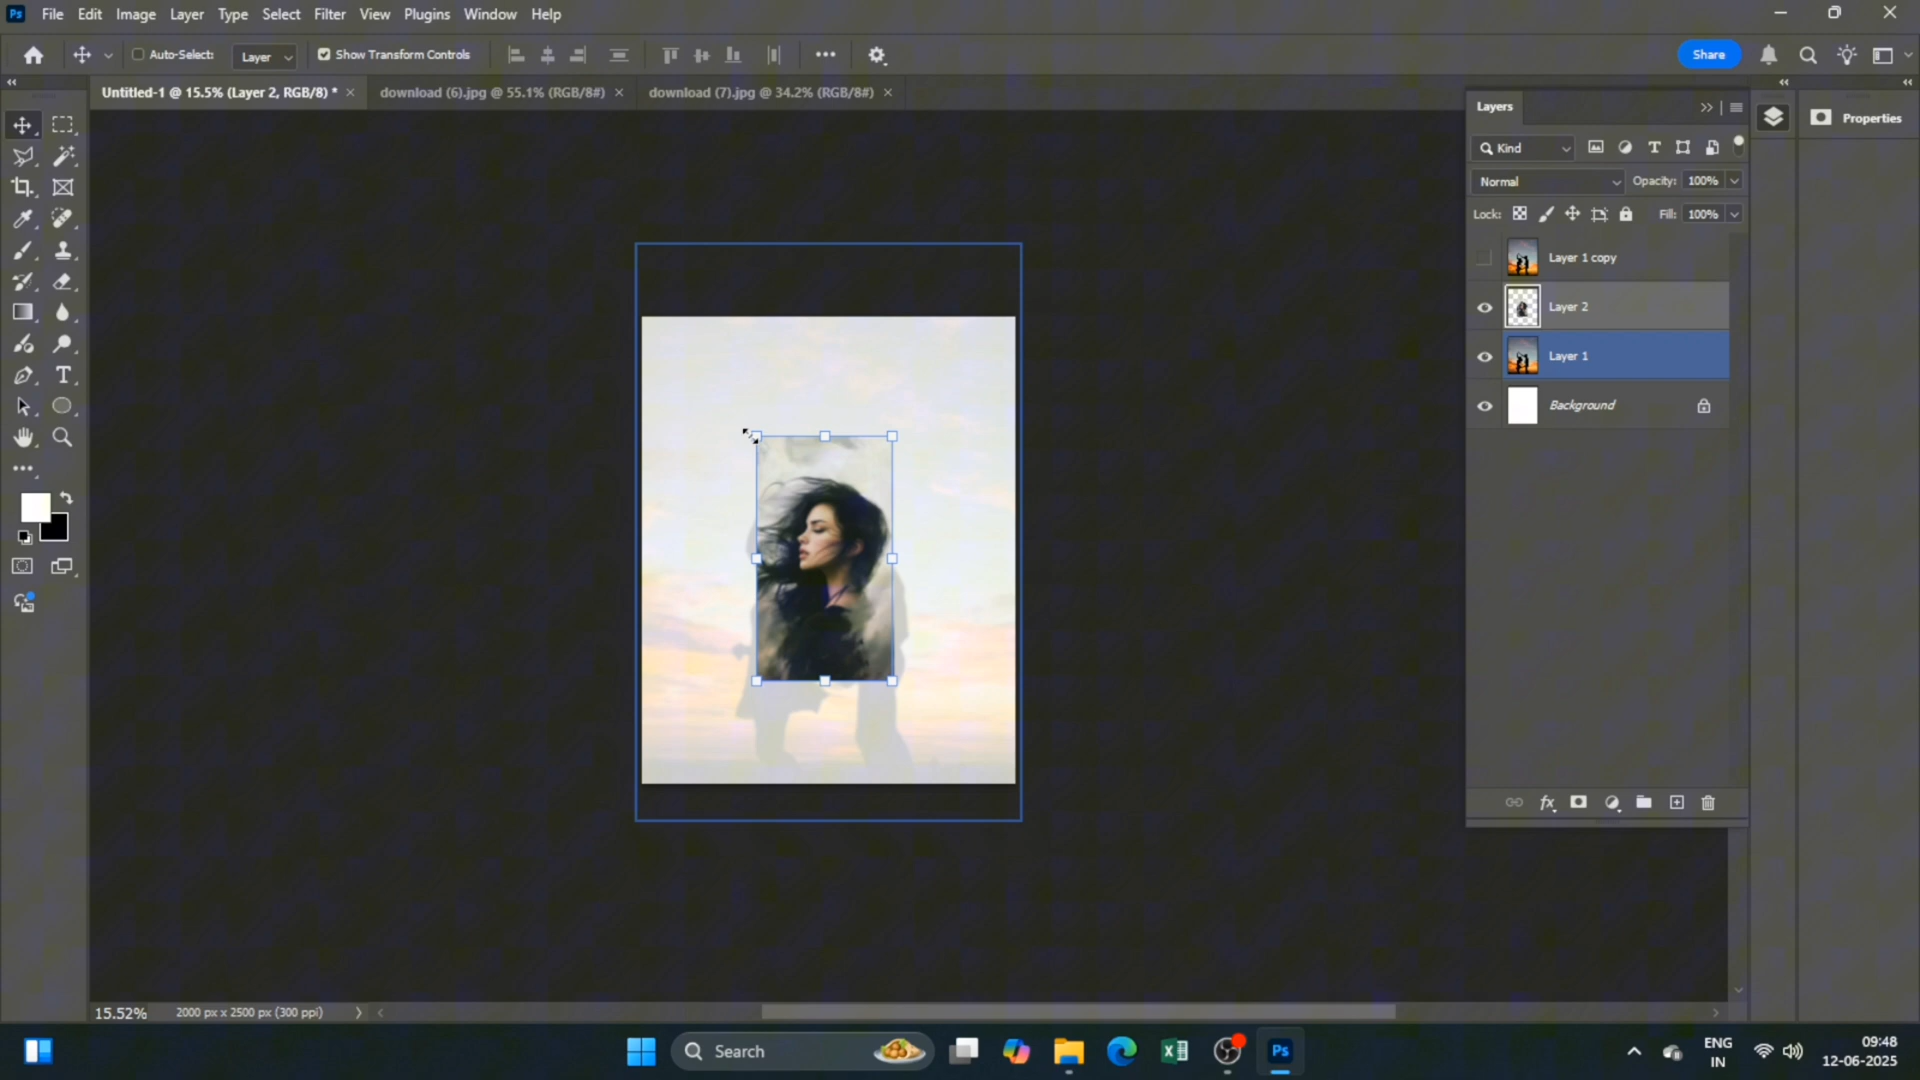 Ps File Edit Image Layer Type Select Filter View Plugins Window Help
Auto-Select: Layer Show Transform Controls Share
Untitled-1 @ 15.5% (Layer 2, RGB/8) * × download (6).jpg @ 55.1% (RGB/8#) × download (7).jpg @ 34.2% (RGB/8#) ×
Layers
Properties
Kind
Normal Opacity: 100%
Lock: Fill: 100%
Layer 1 copy
Layer 2
Layer 1
Background
fx
15.52% 2000 px x 2500 px (300 ppi)
Search
Ps
ENG
IN
09:48
12-06-2025